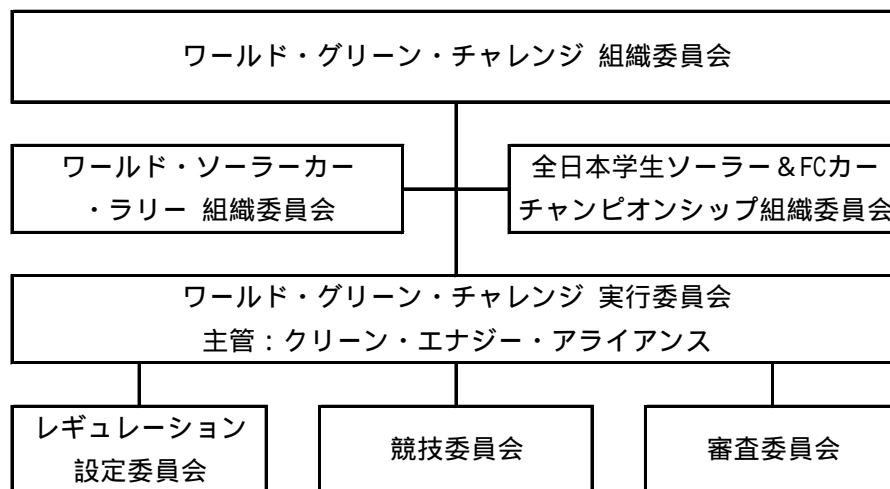 ワールド・グリーン・チャレンジ 組織委員会
ワールド・ソーラーカー
・ラリー 組織委員会
全日本学生ソーラー&FCカー
チャンピオンシップ組織委員会
ワールド・グリーン・チャレンジ 実行委員会
主管:クリーン・エナジー・アライアンス
レギュレーション
設定委員会
競技委員会
審査委員会